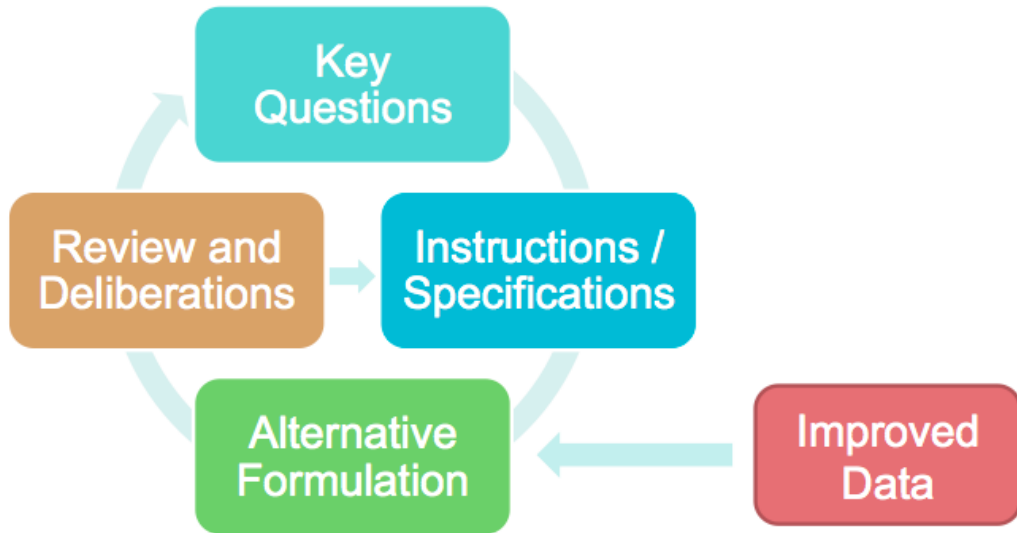 Key
Questions
Review and
Deliberations
Instructions /
Specifications
Alternative
Formulation
Improved
Data